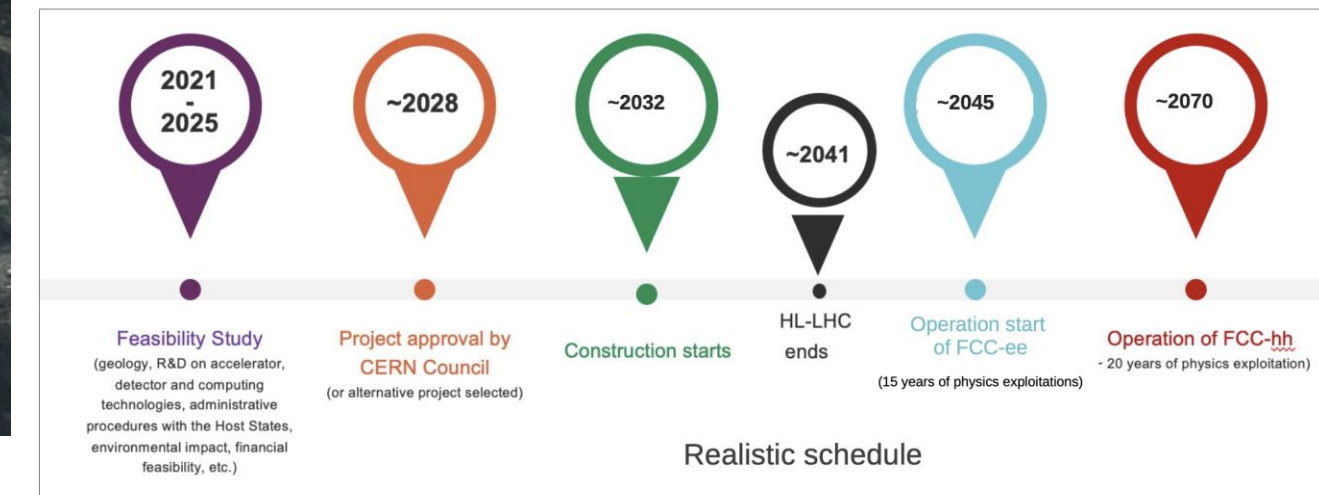 2021
-
2025
~2028
~2032
~2041
~2045
~2070
Feasibility Study
(geology, R&D on accelerator,
detector and computing
technologies, administrative
procedures with the Host States,
environmental impact, financial
feasibility, etc.)
Project approval by
CERN Council
(or alternative project selected)
Construction starts
HL-LHC
ends
Operation start
of FCC-ee
(15 years of physics exploitations)
Operation of FCC-hh
- 20 years of physics exploitation)
Realistic schedule